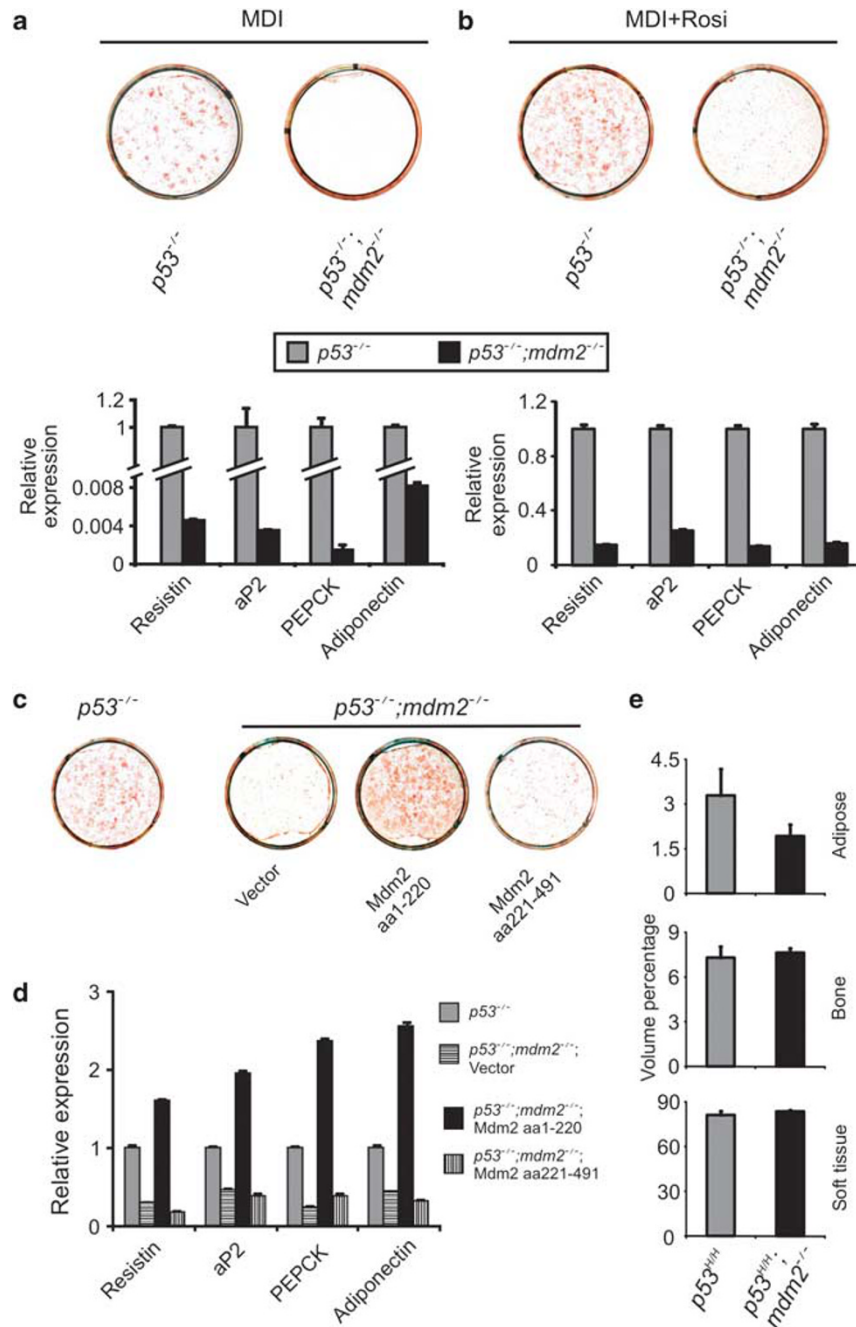 a
MDI
b
MDI+Rosi
p53-/-
p53-/-;
mdm2-/-
p53-/-
p53-/-;
mdm2-/-
p53-/-
p53-/-;mdm2-/-
Relative
expression
1.2
1
0.008
0.004
0
Resistin
aP2
PEPCK
Adiponectin
Relative
expression
1.2
0.8
0.4
0
Resistin
aP2
PEPCK
Adiponectin
c
p53-/-
p53-/-;mdm2-/-
Vector
Mdm2
aa1-220
Mdm2
aa221-491
d
Relative expression
3
2
1
0
Resistin
aP2
PEPCK
Adiponectin
p53-/-
p53-/-;mdm2-/-;
Vector
p53-/-;mdm2-/-;
Mdm2 aa1-220
p53-/-;mdm2-/-;
Mdm2 aa221-491
e
Volume percentage
4.5
3
1.5
0
Adipose
9
6
3
0
Bone
90
60
30
0
Soft tissue
p53H/H
p53H/H;
mdm2-/-